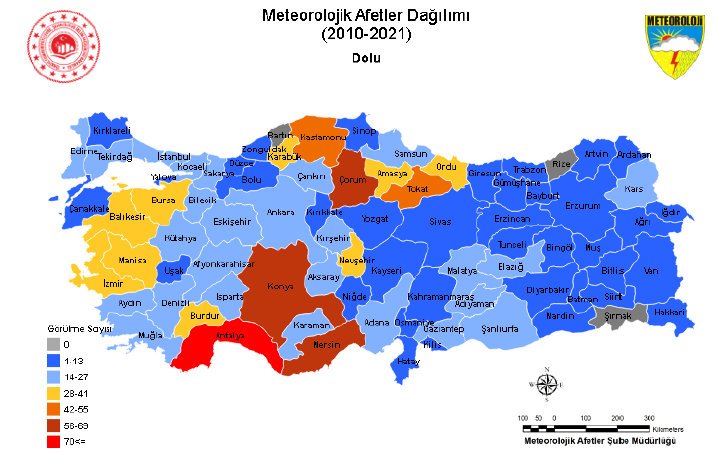 Meteorolojik Afetler Dağılımı
(2010-2021)
Dolu
METEOROLOJİ
Kırklareli
Edirne
Tekirdağ
İstanbul
Kocaeli
Yalova
Sakarya
Düzce
Bolu
Zonguldak
Bartın
Karabük
Kastamonu
Sinop
Samsun
Çankırı
Çorum
Amasya
Tokat
Ordu
Giresun
Trabzon
Gümüşhane
Bayburt
Rize
Artvin
Ardahan
Kars
Iğdır
Ağrı
Erzurum
Erzincan
Sivas
Yozgat
Kırıkkale
Ankara
Eskişehir
Bilecik
Bursa
Balıkesir
Çanakkale
Kütahya
Manisa
İzmir
Uşak
Afyonkarahisar
Aydın
Denizli
Muğla
Burdur
Isparta
Antalya
Konya
Karaman
Mersin
Aksaray
Kırşehir
Nevşehir
Niğde
Kayseri
Adana
Osmaniye
Hatay
Kahramanmaraş
Gaziantep
Kilis
Malatya
Adıyaman
Şanlıurfa
Elazığ
Tunceli
Bingöl
Muş
Bitlis
Van
Diyarbakır
Batman
Siirt
Mardin
Şırnak
Hakkari
Görülme Sayısı
0
1-13
14-27
28-41
42-55
56-69
70<=
N
W
E
S
100 50 0 100 200 300
Kilometers
Meteorolojik Afetler Şube Müdürlüğü